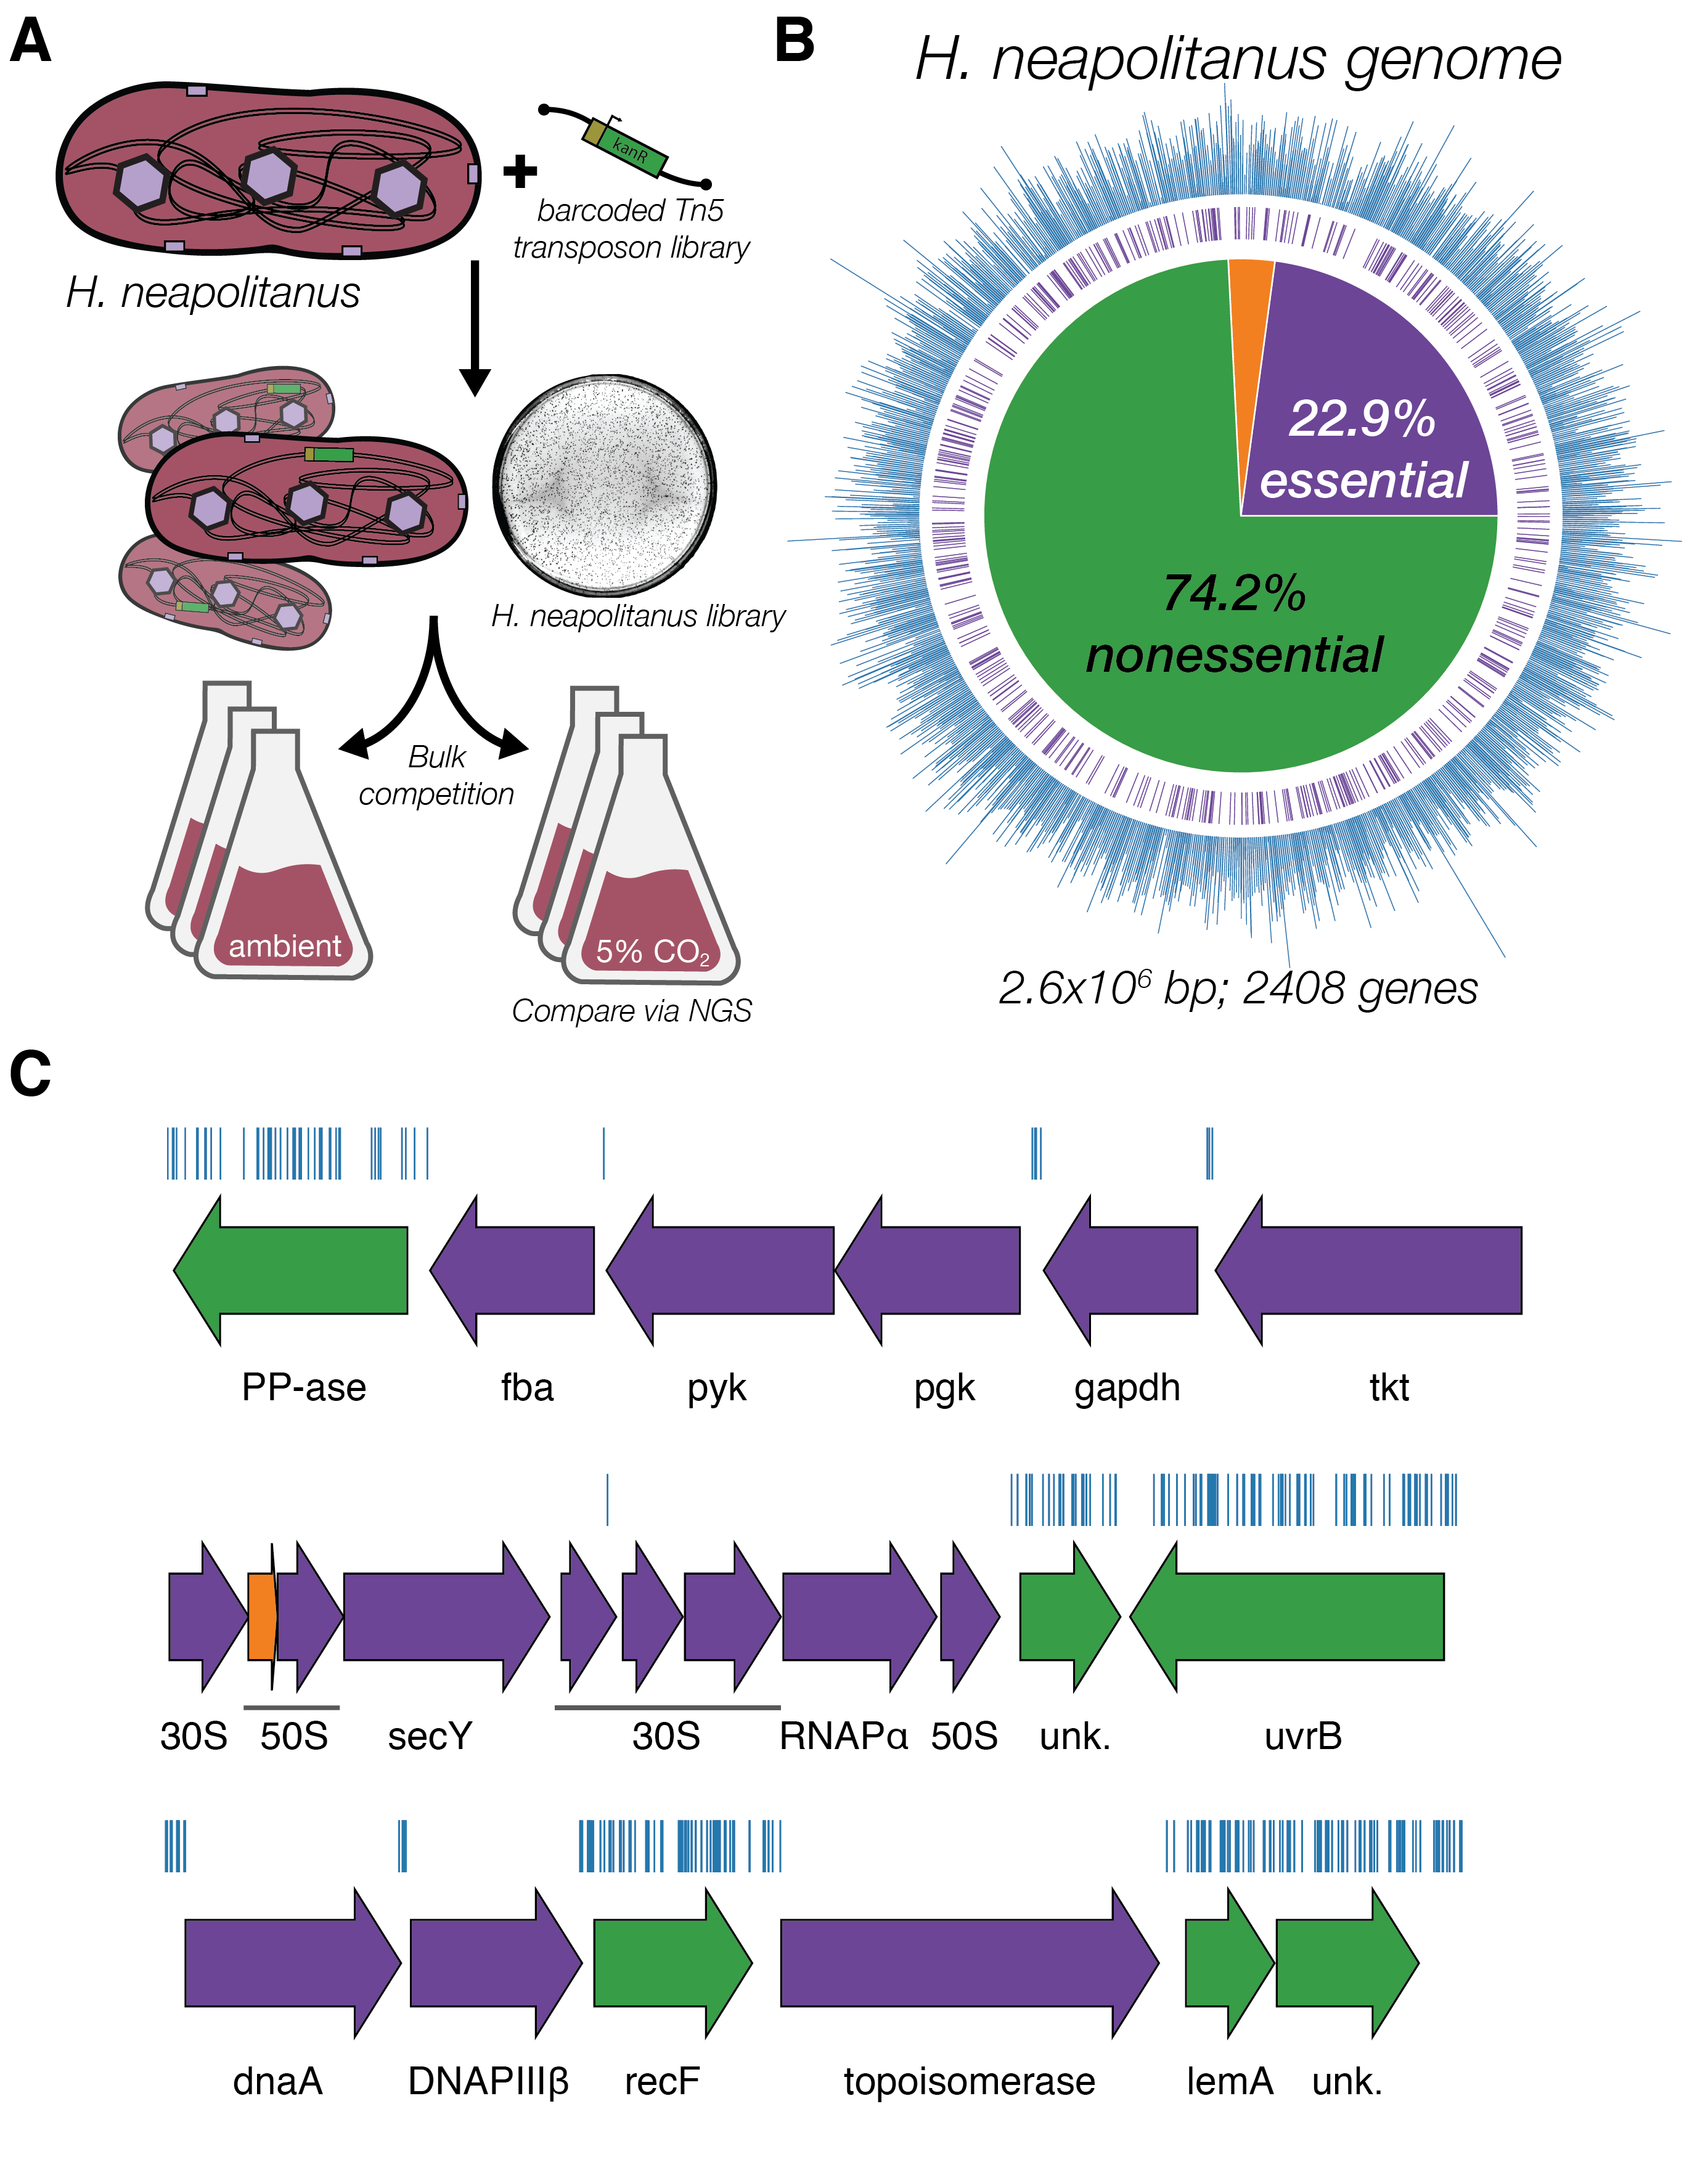 A
B
H. neapolitanus genome
kanR
barcoded Tn5
transposon library
H. neapolitanus
22.9%
essential
74.2%
nonessential
H. neapolitanus library
Bulk
competition
ambient
5% CO₂
Compare via NGS
2.6x10⁶ bp; 2408 genes
C
PP-ase fba pyk pgk gapdh tkt
30S 50S secY 30S RNAPα 50S unk. uvrB
dnaA DNAPIIIβ recF topoisomerase lemA unk.